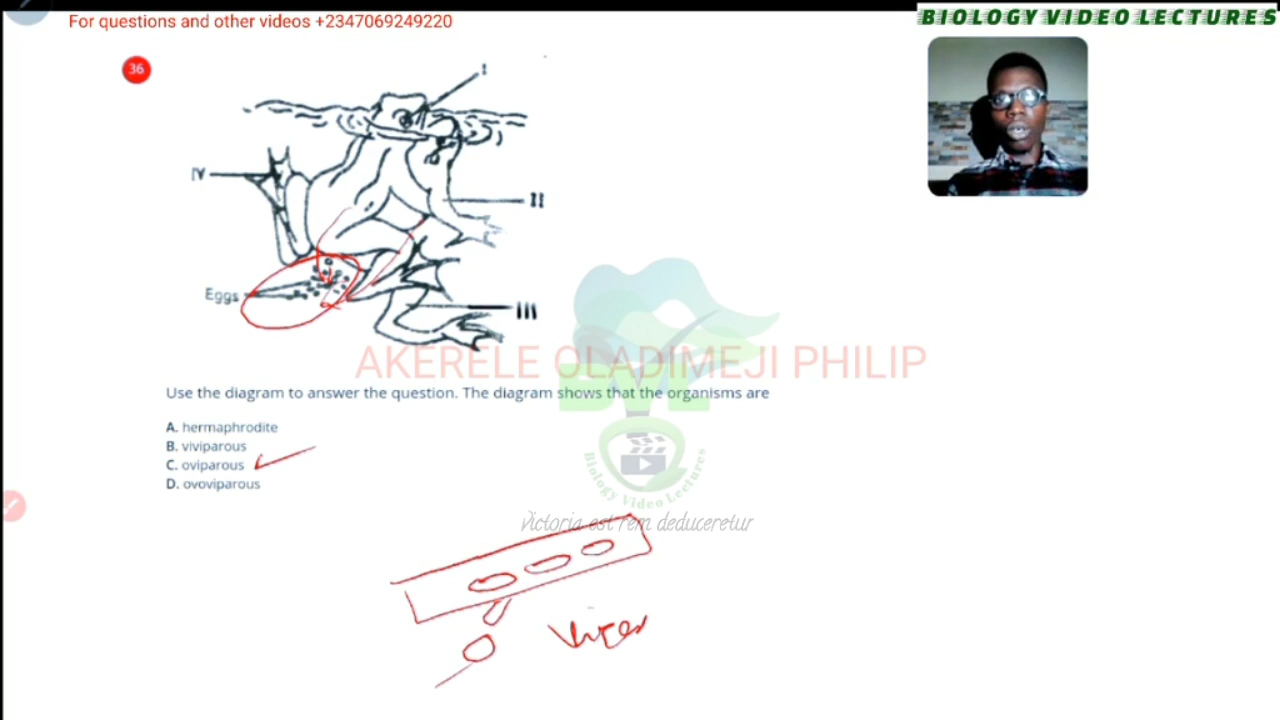 For questions and other videos +2347069249220
BIOLOGY VIDEO LECTURES
36
I
IV
II
Eggs
III
AKERELE OLADIMEJI PHILIP
BVL
Use the diagram to answer the question. The diagram shows that the organisms are
A. hermaphrodite
B. viviparous
C. oviparous
D. ovoviparous
Biology Video Lectures
victoria est rem deduceretur